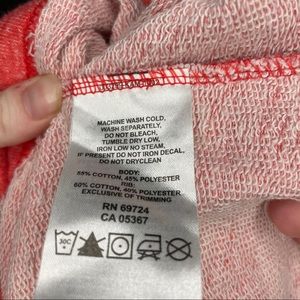 MACHINE WASH COLD,
WASH SEPARATELY,
DO NOT BLEACH,
TUMBLE DRY LOW,
IRON LOW NO STEAM,
IF PRESENT DO NOT IRON DECAL,
DO NOT DRYCLEAN
BODY:
55% COTTON, 45% POLYESTER
RIB:
60% COTTON, 40% POLYESTER
EXCLUSIVE OF TRIMMING
RN 69724
CA 05367
30C